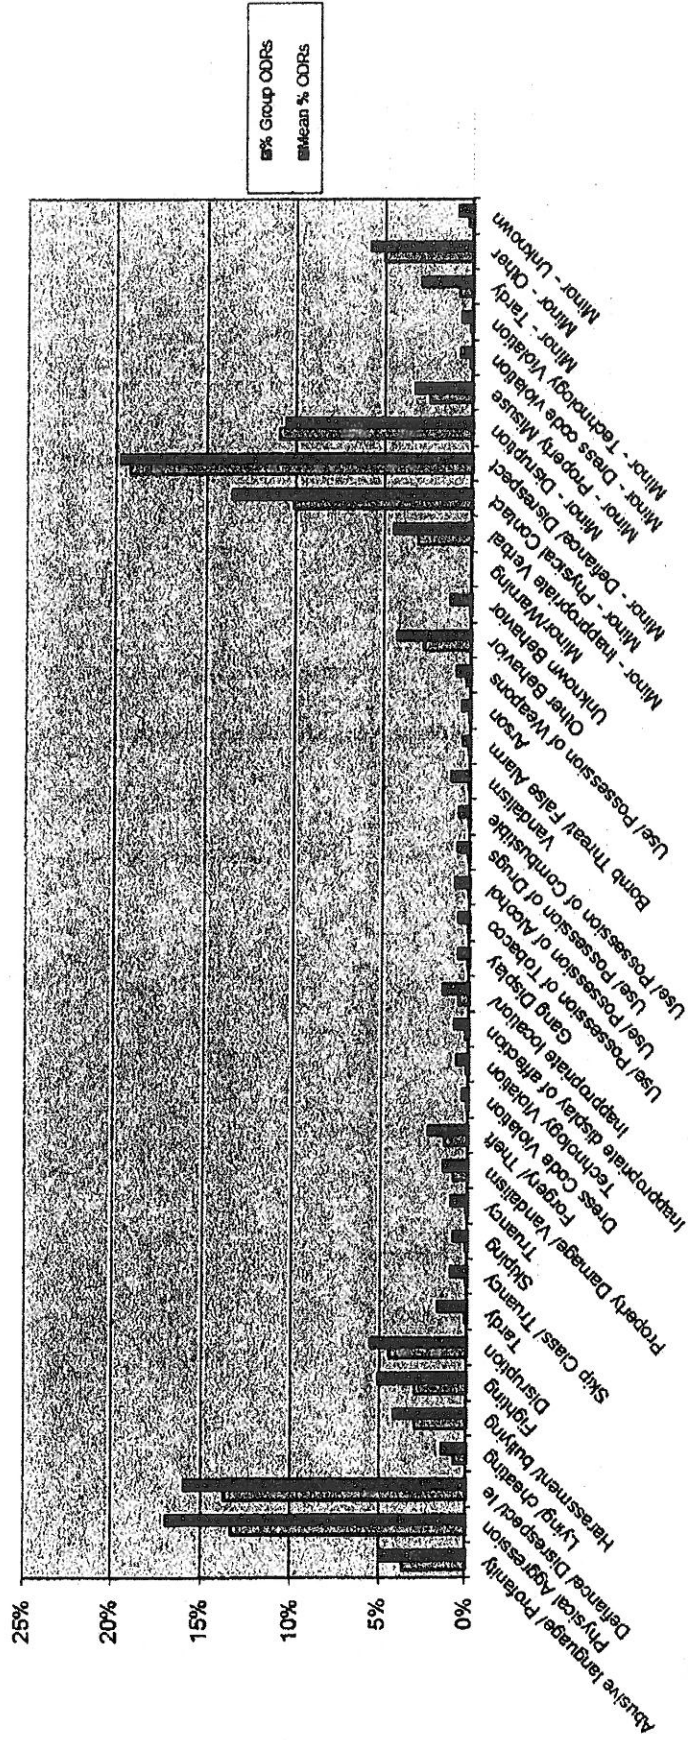 % Group ODRs
Mean % ODRs
25%
20%
15%
10%
5%
0%
Abusive language/ Profanity
Physical Aggression
Defiance/ Disrespect/ Ie
Lying/ cheating
Harassment/ bullying
Fighting
Disruption
Tardy
Skip Class/ Truancy
Skiping
Truancy
Property Damage/ Vandalism
Forgery/ Theft
Dress Code Violation
Technology Violation
Inappropriate display of affection
Inappropriate location/
Gang Display
Use/ Possession of Tobacco
Use/ Possession of Alcohol
Use/ Possession of Drugs
Use/ Possession of Combustible
Vandalism
Bomb Threat/ False Alarm
Arson
Use/ Possession of Weapons
Other Behavior
Unknown Behavior
Minor/Warning
Minor - Inappropriate Verbal
Minor - Physical Contact
Minor - Defiance/ Disrespect
Minor - Disruption
Minor - Property Misuse
Minor - Dress code violation
Minor - Technology Violation
Minor - Tardy
Minor - Other
Minor - Unknown